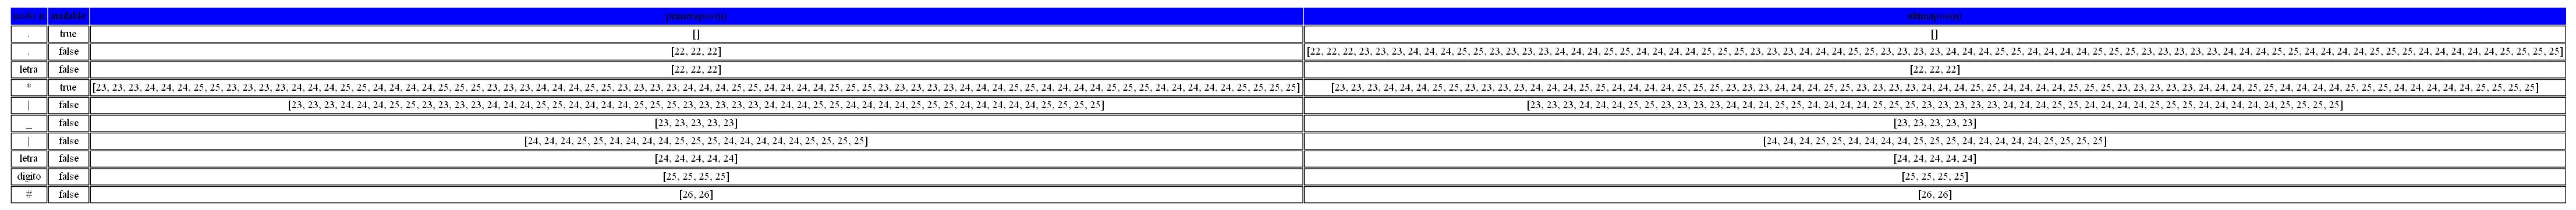 nodo_n anulable primerapos(n) ultimapos(n)
. true [] []
. false [22, 22, 22] [22, 22, 22, 23, 23, 23, 24, 24, 24, 25, 25, 23, 23, 23, 23, 24, 24, 24, 25, 25, 24, 24, 24, 24, 25, 25, 25, 23, 23, 23, 24, 24, 24, 25, 25, 23, 23, 23, 23, 24, 24, 24, 25, 25, 24, 24, 24, 24, 25, 25, 25, 23, 23, 23, 23, 23, 24, 24, 24, 25, 25, 24, 24, 24, 24, 25, 25, 25, 24, 24, 24, 24, 24, 25, 25, 25, 25]
letra false [22, 22, 22] [22, 22, 22]
* true [23, 23, 23, 24, 24, 24, 25, 25, 23, 23, 23, 23, 24, 24, 24, 25, 25, 24, 24, 24, 24, 25, 25, 25, 23, 23, 23, 24, 24, 24, 25, 25, 23, 23, 23, 23, 24, 24, 24, 25, 25, 24, 24, 24, 24, 25, 25, 25, 23, 23, 23, 23, 23, 24, 24, 24, 25, 25, 24, 24, 24, 24, 25, 25, 25, 24, 24, 24, 24, 24, 25, 25, 25, 25] [23, 23, 23, 24, 24, 24, 25, 25, 23, 23, 23, 23, 24, 24, 24, 25, 25, 24, 24, 24, 24, 25, 25, 25, 23, 23, 23, 24, 24, 24, 25, 25, 23, 23, 23, 23, 24, 24, 24, 25, 25, 24, 24, 24, 24, 25, 25, 25, 23, 23, 23, 23, 23, 24, 24, 24, 25, 25, 24, 24, 24, 24, 25, 25, 25, 24, 24, 24, 24, 24, 25, 25, 25, 25]
| false [23, 23, 23, 24, 24, 24, 25, 25, 23, 23, 23, 23, 24, 24, 24, 25, 25, 24, 24, 24, 24, 25, 25, 25, 23, 23, 23, 23, 23, 24, 24, 24, 25, 25, 24, 24, 24, 24, 25, 25, 25, 24, 24, 24, 24, 24, 25, 25, 25, 25] [23, 23, 23, 24, 24, 24, 25, 25, 23, 23, 23, 23, 24, 24, 24, 25, 25, 24, 24, 24, 24, 25, 25, 25, 23, 23, 23, 23, 23, 24, 24, 24, 25, 25, 24, 24, 24, 24, 25, 25, 25, 24, 24, 24, 24, 24, 25, 25, 25, 25]
_ false [23, 23, 23, 23, 23] [23, 23, 23, 23, 23]
| false [24, 24, 24, 25, 25, 24, 24, 24, 24, 25, 25, 25, 24, 24, 24, 24, 24, 25, 25, 25, 25] [24, 24, 24, 25, 25, 24, 24, 24, 24, 25, 25, 25, 24, 24, 24, 24, 24, 25, 25, 25, 25]
letra false [24, 24, 24, 24, 24] [24, 24, 24, 24, 24]
digito false [25, 25, 25, 25] [25, 25, 25, 25]
# false [26, 26] [26, 26]